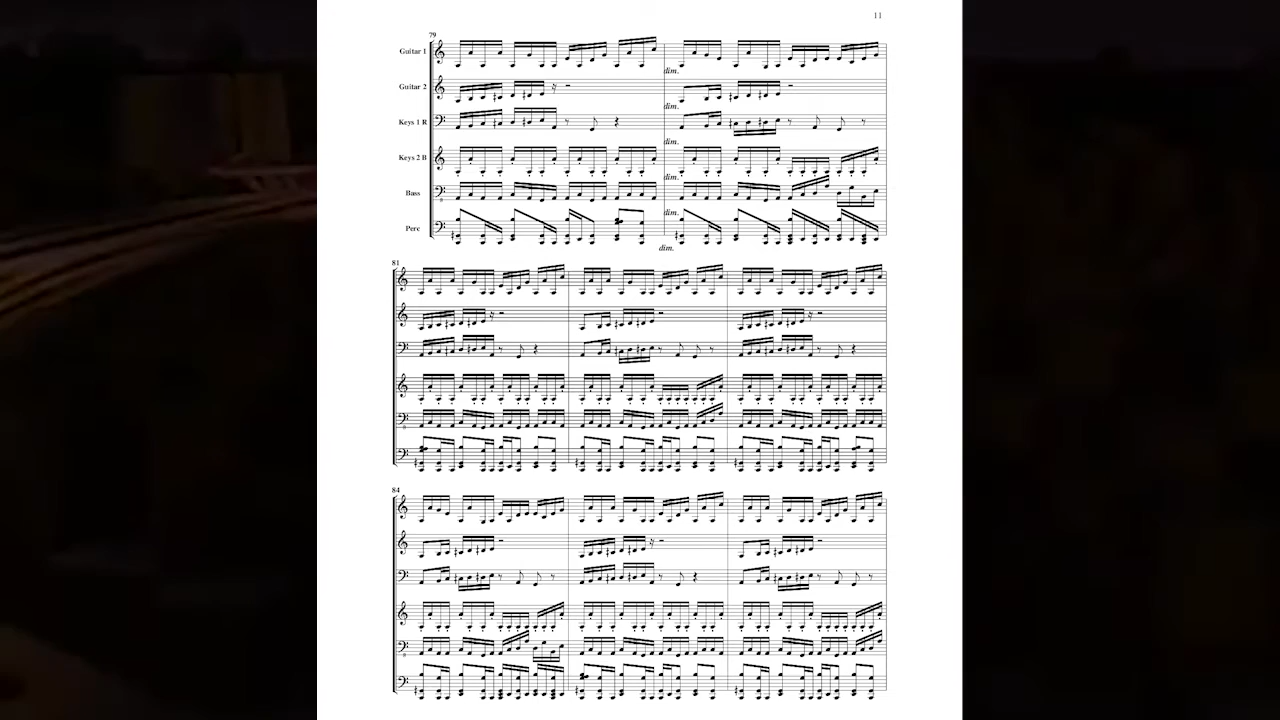 11
79
Guitar 1
dim.
Guitar 2
dim.
Keys 1 R
dim.
Keys 2 B
dim.
Bass
dim.
Perc
dim.
81
84